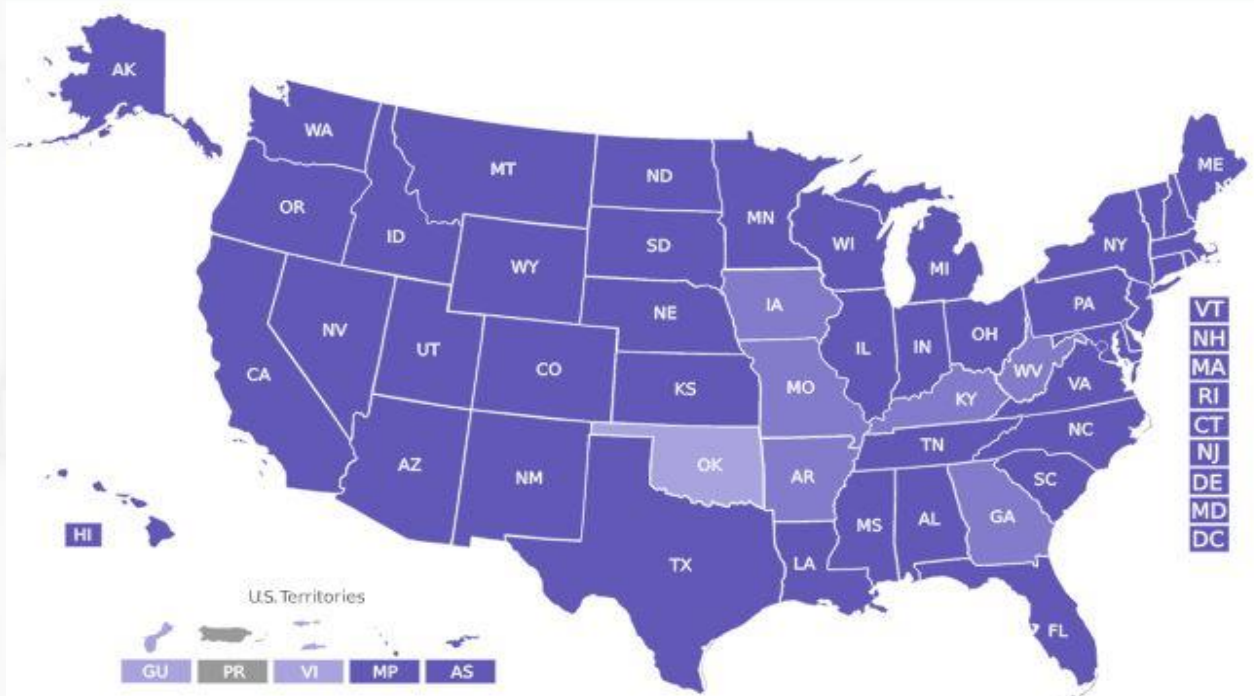 AK
WA
MT
ND
MN
ME
OR
ID
WY
SD
WI
MI
NY
NV
UT
CO
NE
IA
IL
IN
OH
PA
CA
KS
MO
KY
WV
VA
AZ
NM
OK
AR
TN
NC
SC
TX
LA
MS
AL
GA
FL
HI
VT
NH
MA
RI
CT
NJ
DE
MD
DC
U.S. Territories
GU PR VI MP AS